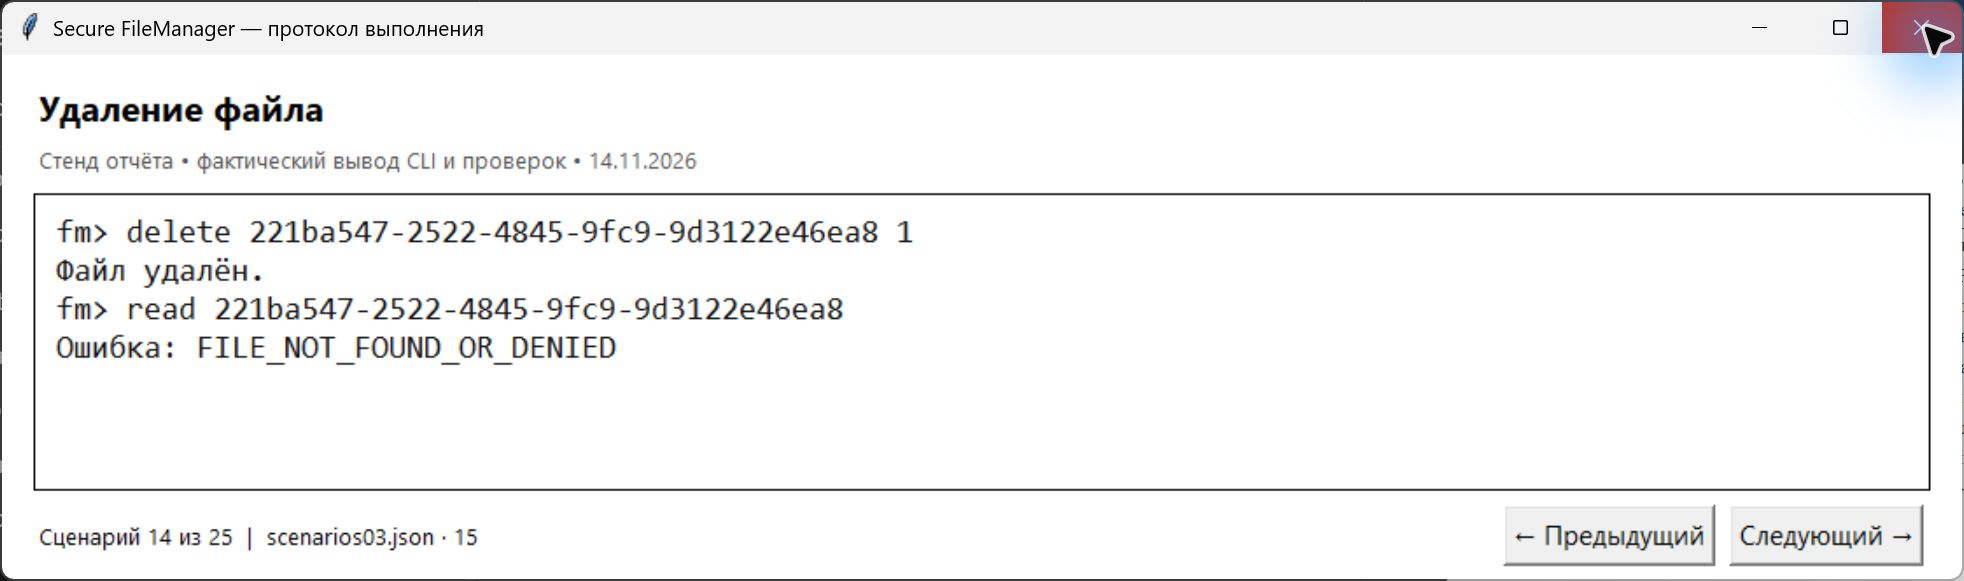 Secure FileManager — протокол выполнения
Удаление файла
Стенд отчёта • фактический вывод CLI и проверок • 14.11.2026
fm> delete 221ba547-2522-4845-9fc9-9d3122e46ea8 1
Файл удалён.
fm> read 221ba547-2522-4845-9fc9-9d3122e46ea8
Ошибка: FILE_NOT_FOUND_OR_DENIED
Сценарий 14 из 25 | scenarios03.json · 15
← Предыдущий
Следующий →